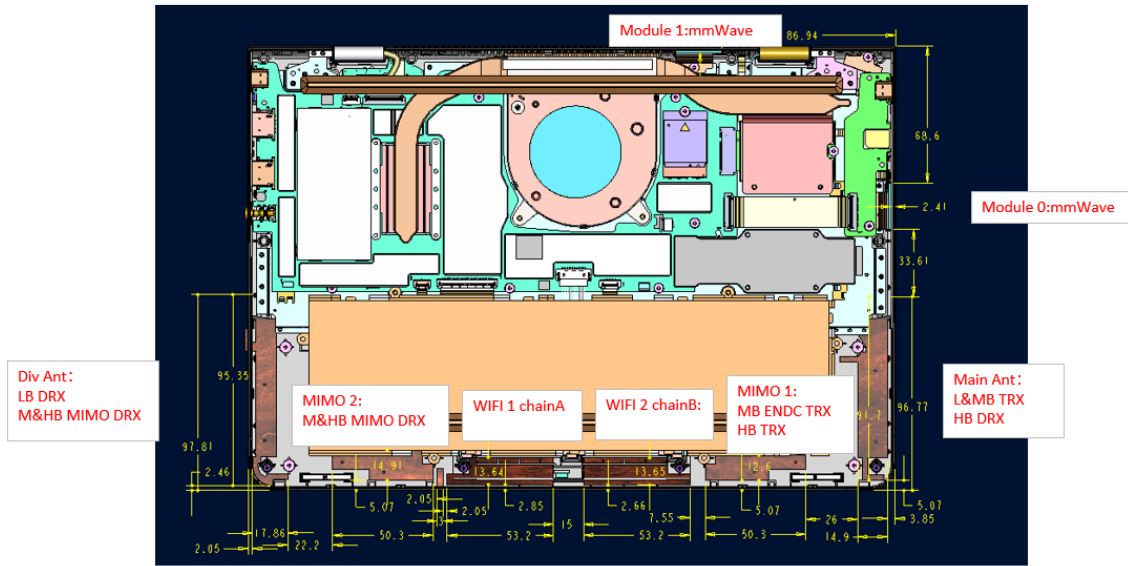 Module 1:mmWave
86.94
68.6
2.41
Module 0:mmWave
33.61
Div Ant:
LB DRX
M&HB MIMO DRX
95.35
97.81
2.46
MIMO 2:
M&HB MIMO DRX
WIFI 1 chainA
WIFI 2 chainB:
MIMO 1:
MB ENDC TRX
HB TRX
Main Ant:
L&MB TRX
HB DRX
91.7
96.77
14.91
13.64
13.65
12.6
5.07
2.05
2.05
3
2.85
2.66
7.55
5.07
5.07
3.85
17.86
2.05
22.2
50.3
53.2
15
53.2
50.3
26
14.9